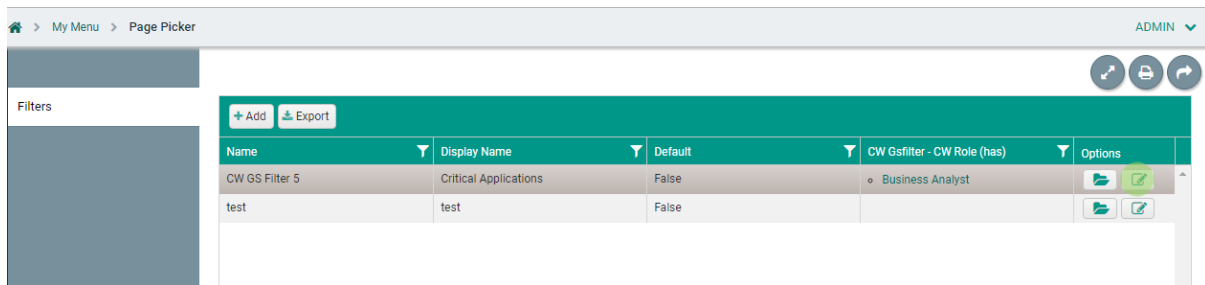 > My Menu > Page Picker ADMIN
Filters
+ Add Export
Name Display Name Default CW Gsfilter - CW Role (has) Options
CW GS Filter 5 Critical Applications False Business Analyst
test test False